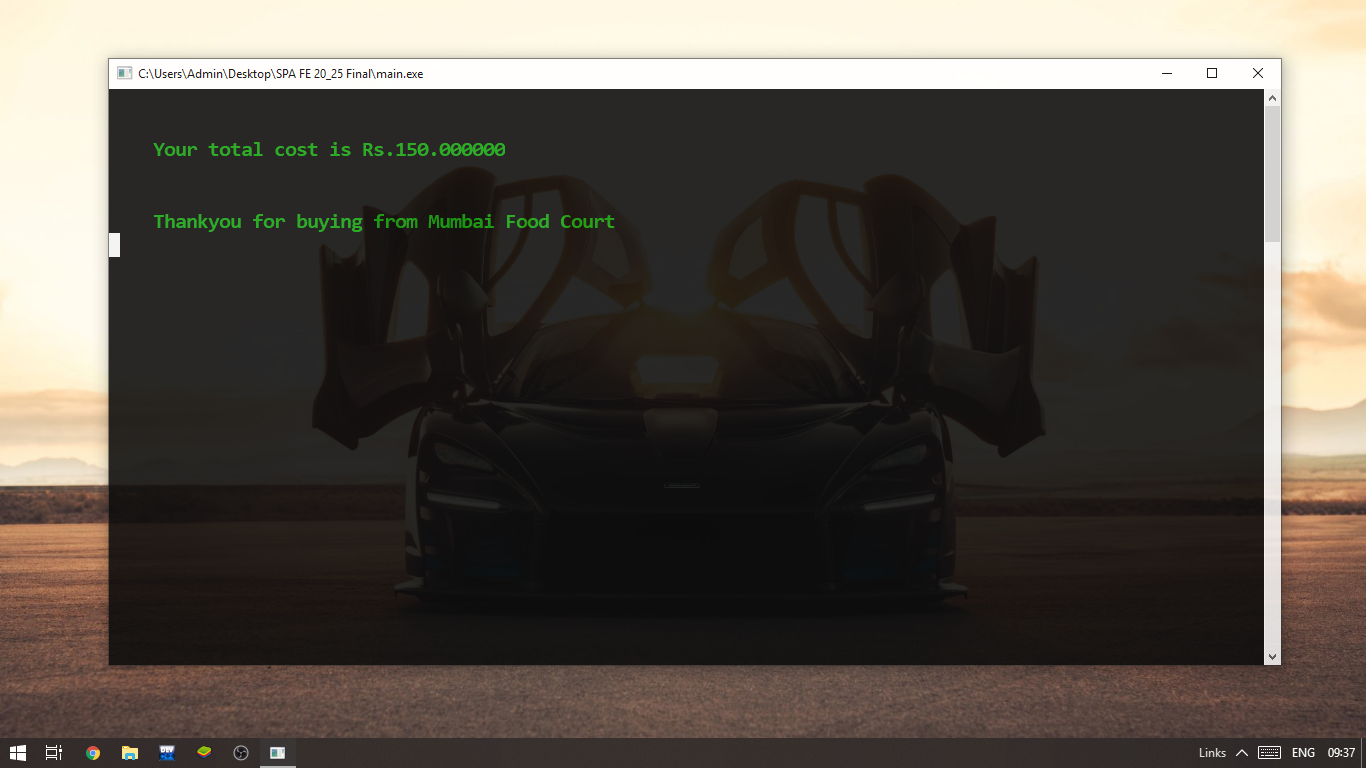 C:\Users\Admin\Desktop\SPA FE 20_25 Final\main.exe
Your total cost is Rs.150.000000
Thankyou for buying from Mumbai Food Court
DEV
Links
ENG
09:37